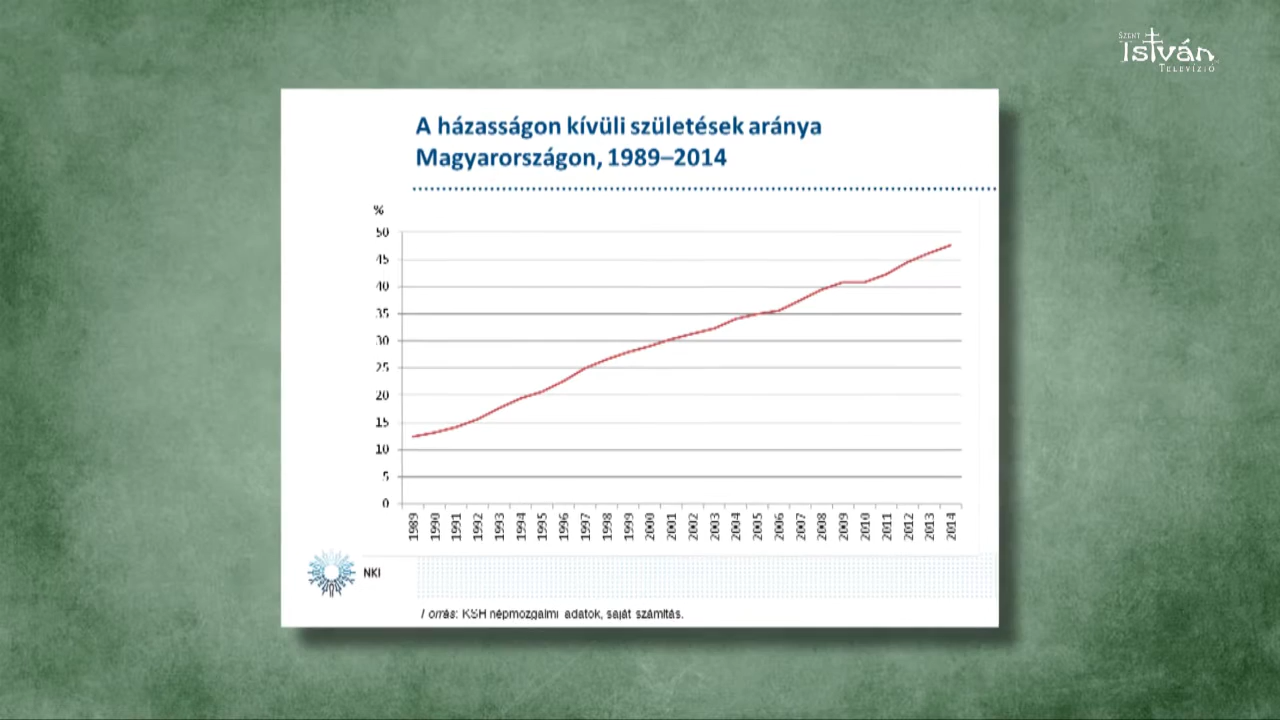 SZENT
ISTVÁN
TELEVÍZIÓ
A házasságon kívüli születések aránya
Magyarországon, 1989–2014
%
50
45
40
35
30
25
20
15
10
5
0
1989 1990 1991 1992 1993 1994 1995 1996 1997 1998 1999 2000 2001 2002 2003 2004 2005 2006 2007 2008 2009 2010 2011 2012 2013 2014
NKI
Forrás: KSH népmozgalmi adatok, saját számítás.